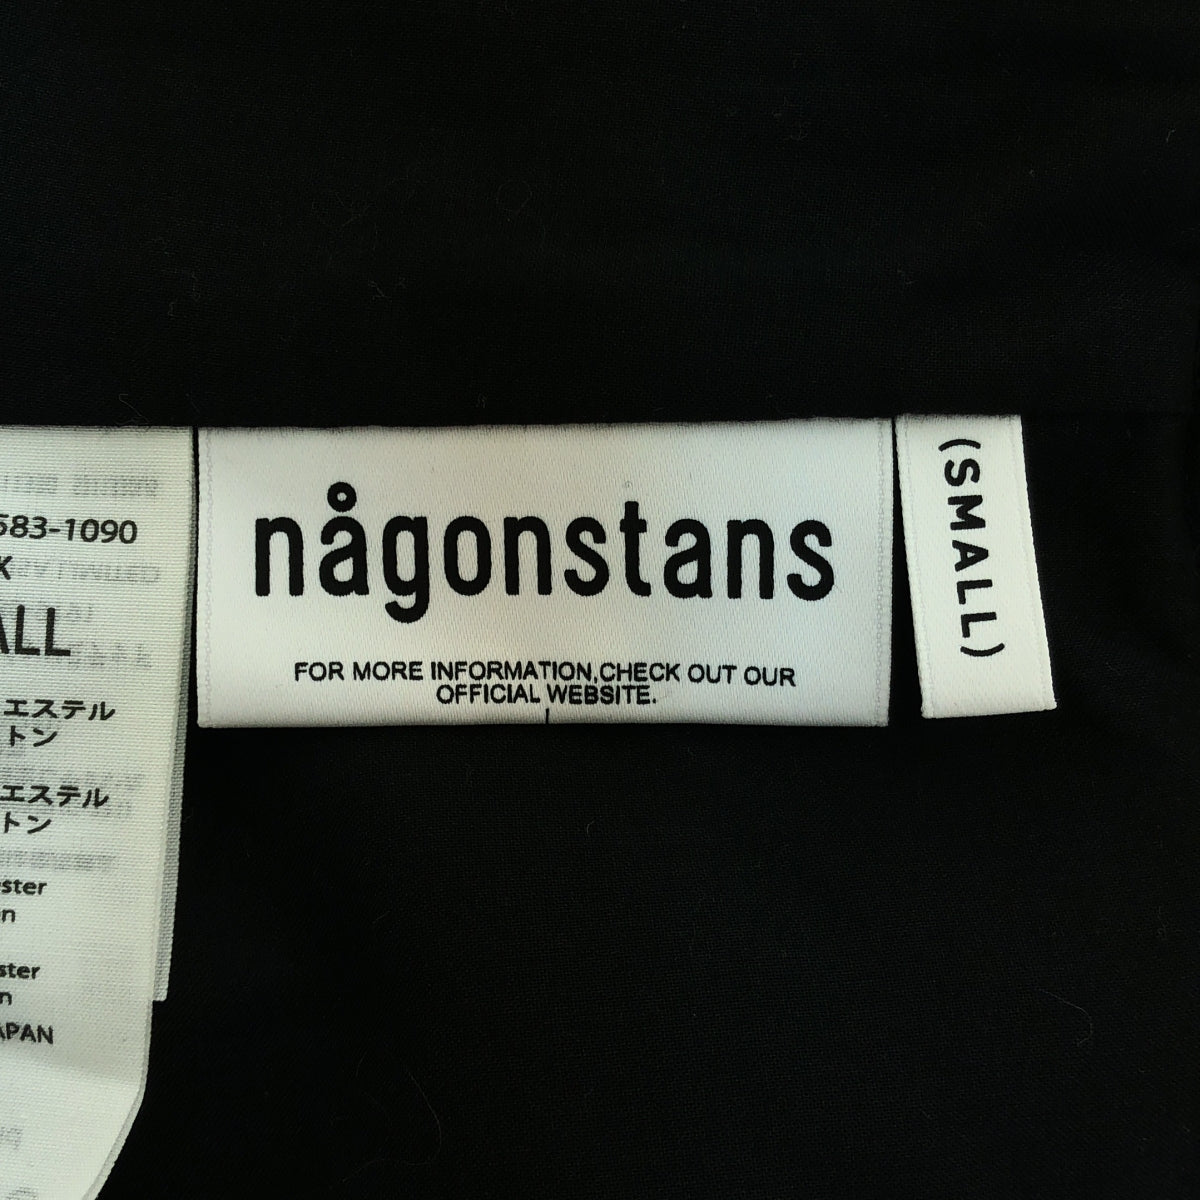 583-1090
K
ALL
エステル
トン
エステル
トン
ster
n
ster
n
APAN
någonstans
FOR MORE INFORMATION,CHECK OUT OUR
OFFICIAL WEBSITE.
(SMALL)